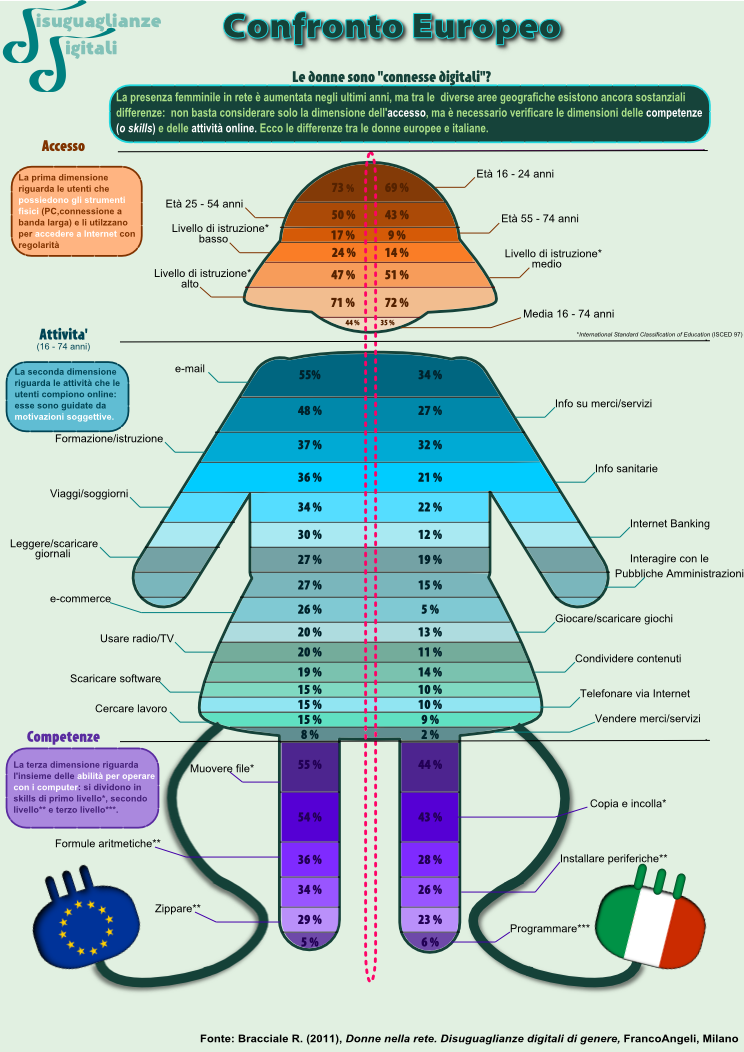 Disuguaglianze
Digitali
Confronto Europeo
Le donne sono "connesse digitali"?
La presenza femminile in rete è aumentata negli ultimi anni, ma tra le diverse aree geografiche esistono ancora sostanziali
differenze: non basta considerare solo la dimensione dell'accesso, ma è necessario verificare le dimensioni delle competenze
(o skills) e delle attività online. Ecco le differenze tra le donne europee e italiane.
Accesso
La prima dimensione
riguarda le utenti che
possiedono gli strumenti
fisici (PC,connessione a
banda larga) e li utilzzano
per accedere a Internet con
regolarità
Età 16 - 24 anni
73 % 69 %
Età 25 - 54 anni
50 % 43 %
Età 55 - 74 anni
17 % 9 %
Livello di istruzione*
basso
24 % 14 %
Livello di istruzione*
medio
47 % 51 %
Livello di istruzione*
alto
71 % 72 %
Media 16 - 74 anni
44 % 35 %
*International Standard Classification of Education (ISCED 97)
Attivita'
(16 - 74 anni)
La seconda dimensione
riguarda le attività che le
utenti compiono online:
esse sono guidate da
motivazioni soggettive.
e-mail
55% 34 %
Info su merci/servizi
48 % 27 %
Formazione/istruzione
37 % 32 %
Info sanitarie
36 % 21 %
Viaggi/soggiorni
34 % 22 %
Internet Banking
30 % 12 %
Leggere/scaricare
giornali
27 % 19 %
Interagire con le
Pubbljche Amministrazioni
27 % 15 %
e-commerce
26 % 5 %
Giocare/scaricare giochi
20 % 13 %
Usare radio/TV
20 % 11 %
Condividere contenuti
19 % 14 %
Scaricare software
15 % 10 %
Telefonare via Internet
15 % 10 %
Cercare lavoro
15 % 9 %
Vendere merci/servizi
8 % 2 %
Competenze
La terza dimensione riguarda
l'insieme delle abilità per operare
con i computer: si dividono in
skills di primo livello*, secondo
livello** e terzo livello***.
Muovere file*
55 % 44 %
Copia e incolla*
54 % 43 %
Formule aritmetiche**
36 % 28 %
Installare periferiche**
34 % 26 %
Zippare**
29 % 23 %
Programmare***
5 % 6 %
Fonte: Bracciale R. (2011), Donne nella rete. Disuguaglianze digitali di genere, FrancoAngeli, Milano